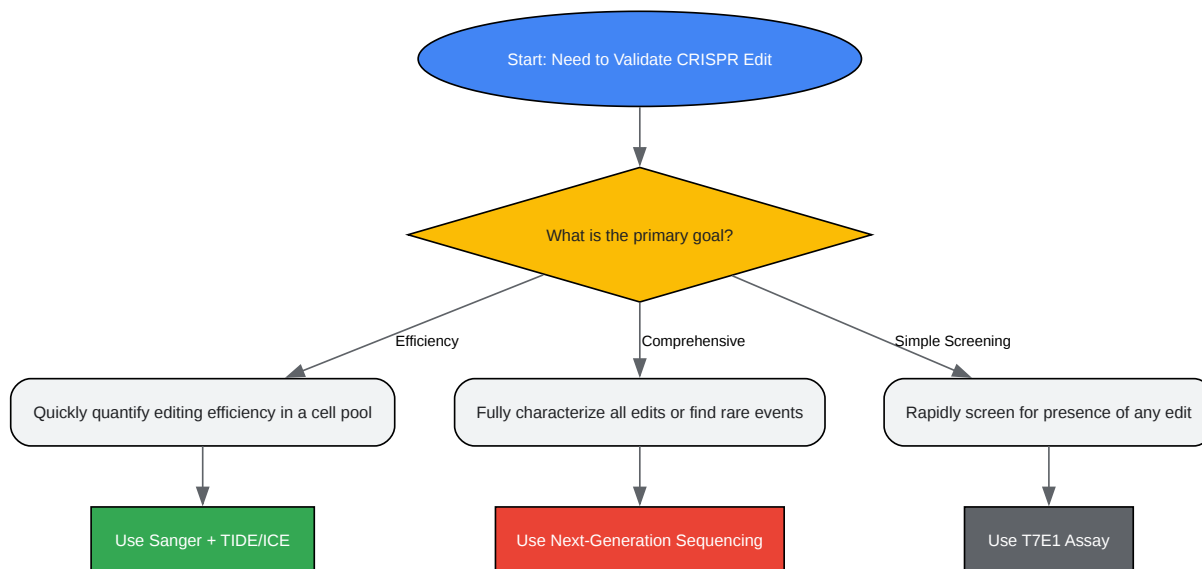 Start: Need to Validate CRISPR Edit
What is the primary goal?
Efficiency
Comprehensive
Simple Screening
Quickly quantify editing efficiency in a cell pool
Fully characterize all edits or find rare events
Rapidly screen for presence of any edit
Use Sanger + TIDE/ICE
Use Next-Generation Sequencing
Use T7E1 Assay